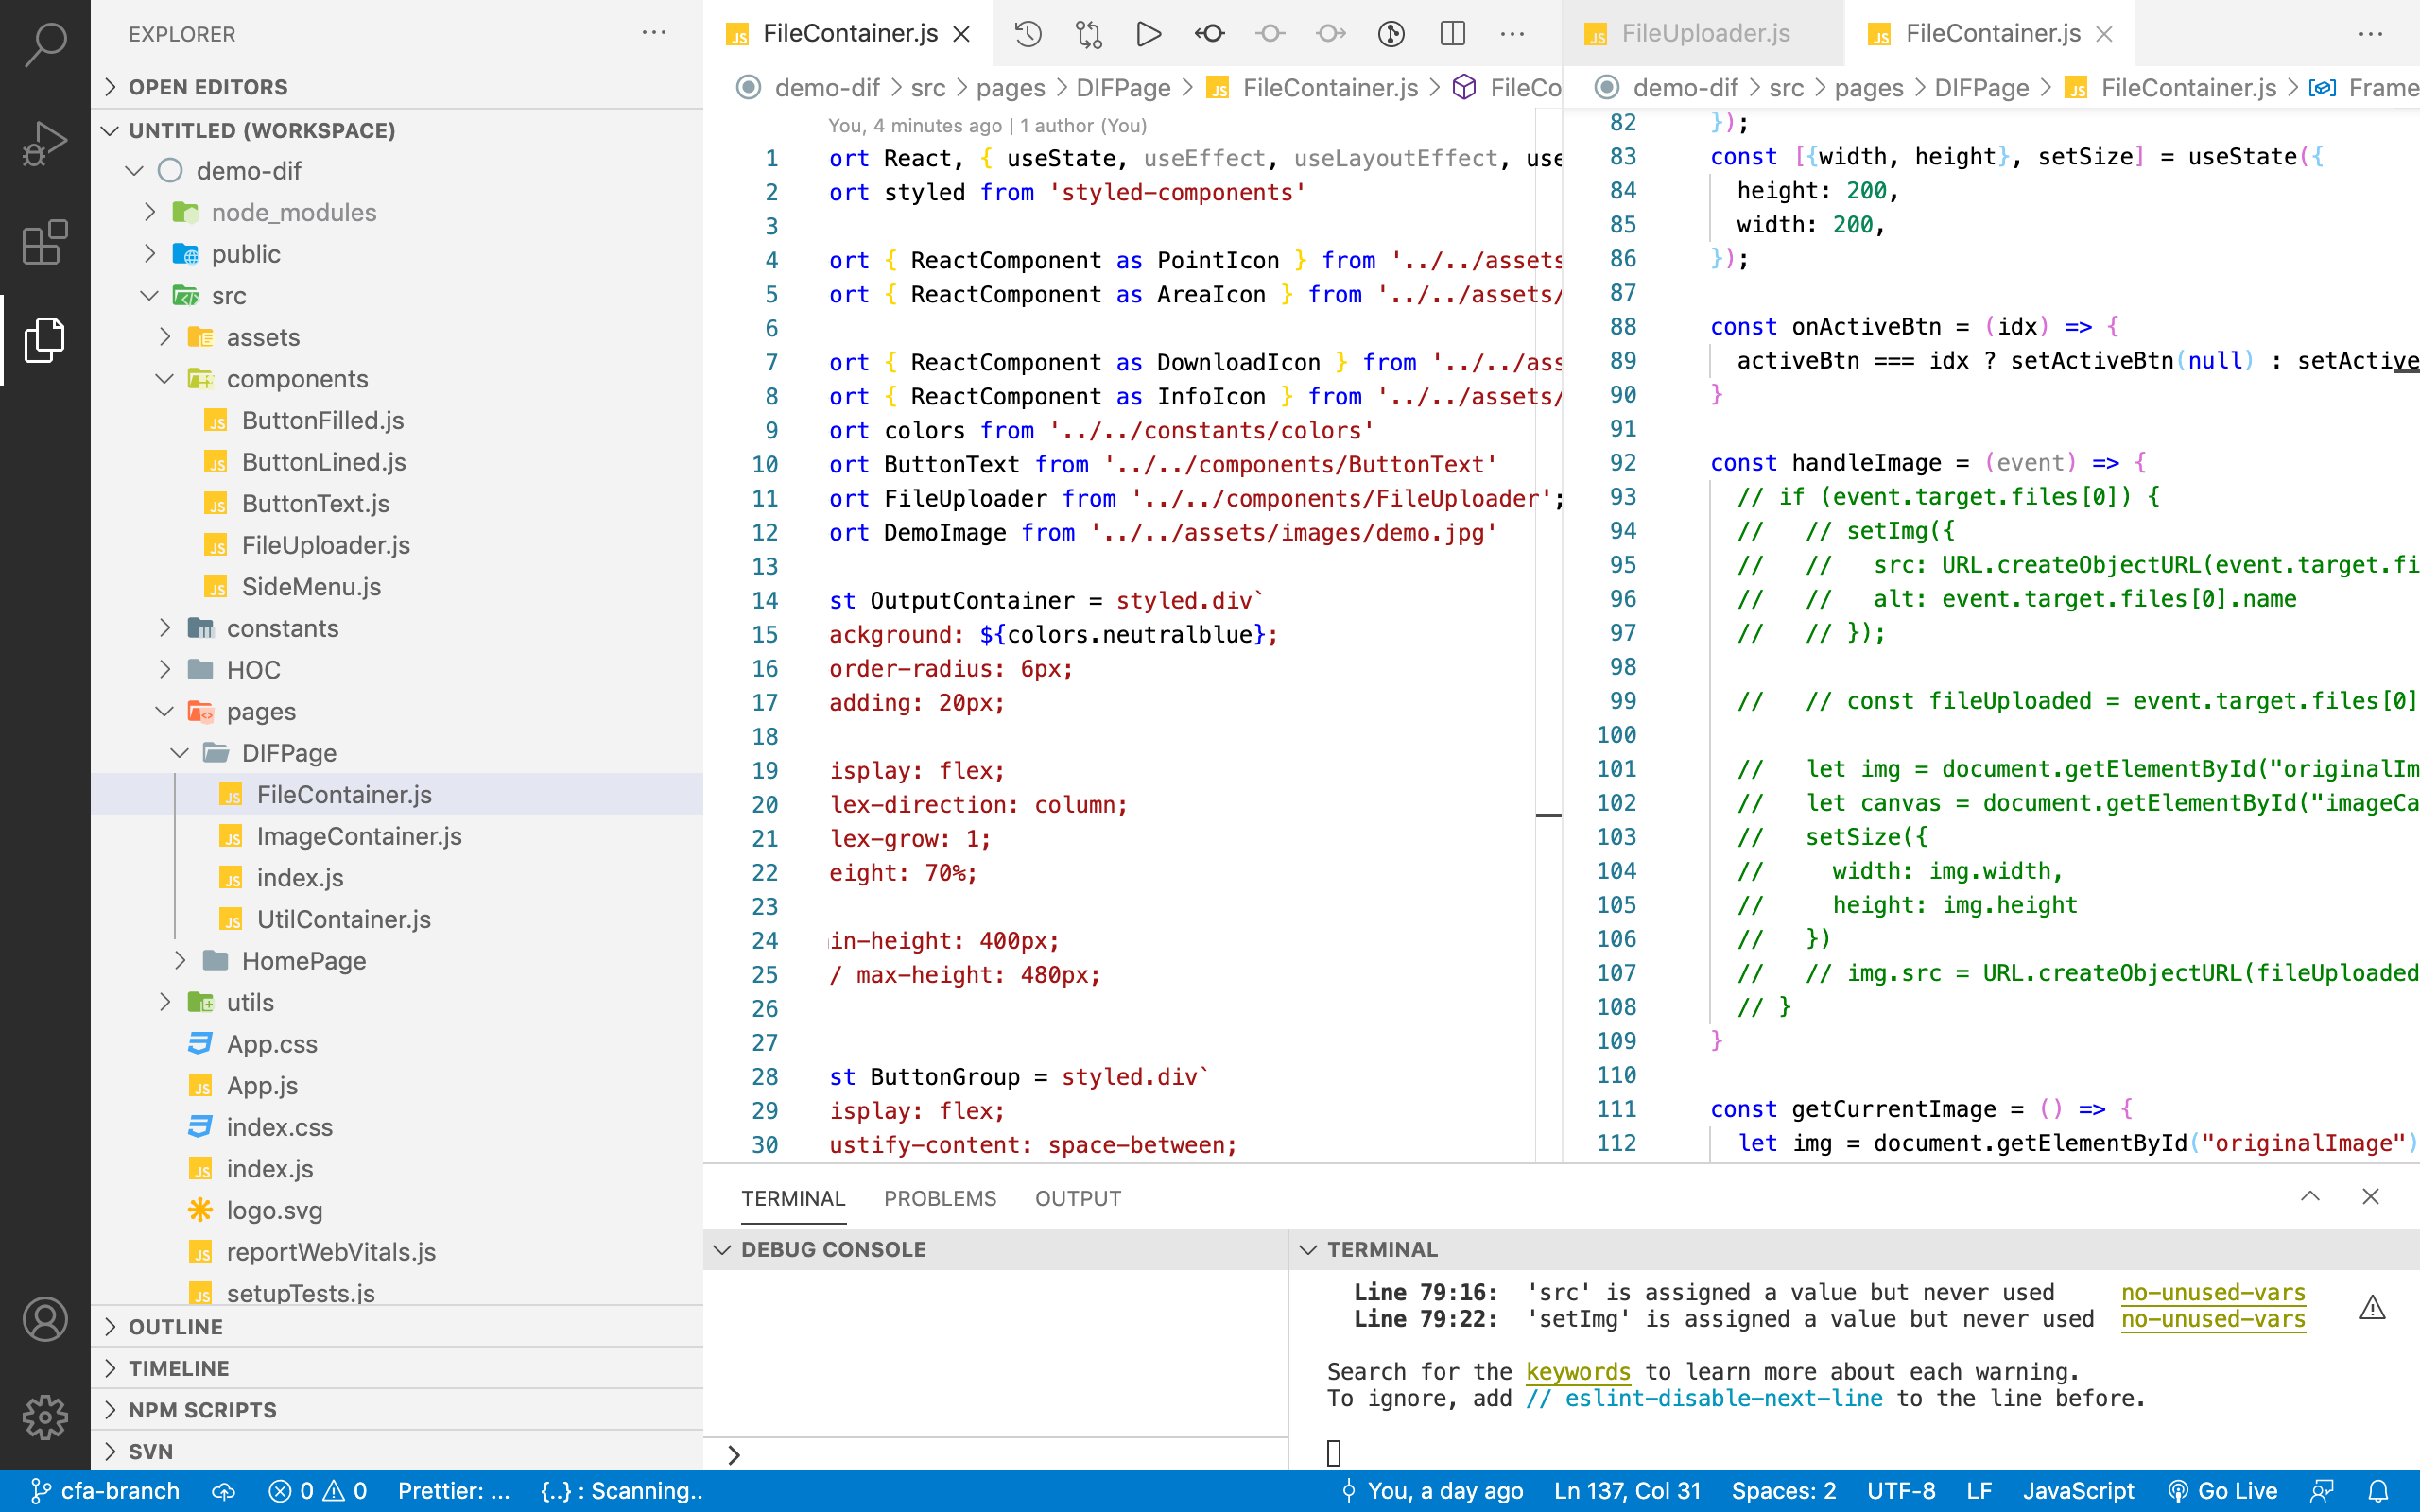 EXPLORER
OPEN EDITORS
UNTITLED (WORKSPACE)
demo-dif
node_modules
public
src
assets
components
ButtonFilled.js
ButtonLined.js
ButtonText.js
FileUploader.js
SideMenu.js
constants
HOC
pages
DIFPage
FileContainer.js
ImageContainer.js
index.js
UtilContainer.js
HomePage
utils
App.css
App.js
index.css
index.js
logo.svg
reportWebVitals.js
setupTests.js
OUTLINE
TIMELINE
NPM SCRIPTS
SVN
FileContainer.js
demo-dif > src > pages > DIFPage > FileContainer.js > FileCo
You, 4 minutes ago | 1 author (You)
1 ort React, { useState, useEffect, useLayoutEffect, use
2 ort styled from 'styled-components'
3
4 ort { ReactComponent as PointIcon } from '../../assets
5 ort { ReactComponent as AreaIcon } from '../../assets/
6
7 ort { ReactComponent as DownloadIcon } from '../../ass
8 ort { ReactComponent as InfoIcon } from '../../assets/
9 ort colors from '../../constants/colors'
10 ort ButtonText from '../../components/ButtonText'
11 ort FileUploader from '../../components/FileUploader';
12 ort DemoImage from '../../assets/images/demo.jpg'
13
14 st OutputContainer = styled.div`
15 ackground: ${colors.neutralblue};
16 order-radius: 6px;
17 adding: 20px;
18
19 isplay: flex;
20 lex-direction: column;
21 lex-grow: 1;
22 eight: 70%;
23
24 in-height: 400px;
25 / max-height: 480px;
26
27
28 st ButtonGroup = styled.div`
29 isplay: flex;
30 ustify-content: space-between;
FileUploader.js
FileContainer.js
demo-dif > src > pages > DIFPage > FileContainer.js > Frame
82 });
83 const [{width, height}, setSize] = useState({
84 height: 200,
85 width: 200,
86 });
87
88 const onActiveBtn = (idx) => {
89 activeBtn === idx ? setActiveBtn(null) : setActive
90 }
91
92 const handleImage = (event) => {
93 // if (event.target.files[0]) {
94 // // setImg({
95 // // src: URL.createObjectURL(event.target.fi
96 // // alt: event.target.files[0].name
97 // // });
98
99 // // const fileUploaded = event.target.files[0]
100
101 // let img = document.getElementById("originalIm
102 // let canvas = document.getElementById("imageCa
103 // setSize({
104 // width: img.width,
105 // height: img.height
106 // })
107 // // img.src = URL.createObjectURL(fileUploaded
108 // }
109 }
110
111 const getCurrentImage = () => {
112 let img = document.getElementById("originalImage")
TERMINAL PROBLEMS OUTPUT
DEBUG CONSOLE
TERMINAL
Line 79:16: 'src' is assigned a value but never used no-unused-vars
Line 79:22: 'setImg' is assigned a value but never used no-unused-vars
Search for the keywords to learn more about each warning.
To ignore, add // eslint-disable-next-line to the line before.
cfa-branch 0 0 Prettier: ... {..} : Scanning.. You, a day ago Ln 137, Col 31 Spaces: 2 UTF-8 LF JavaScript Go Live